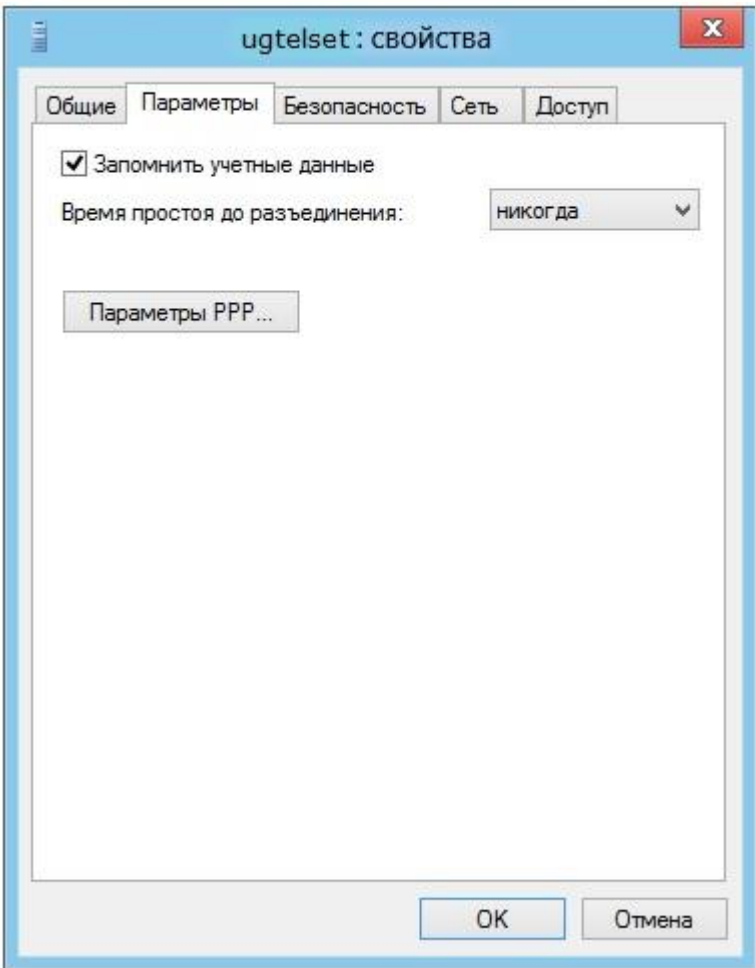 ugtelset : свойства
x
Общие Параметры Безопасность Сеть Доступ
Запомнить учетные данные
Время простоя до разъединения: никогда
Параметры PPP...
OK Отмена